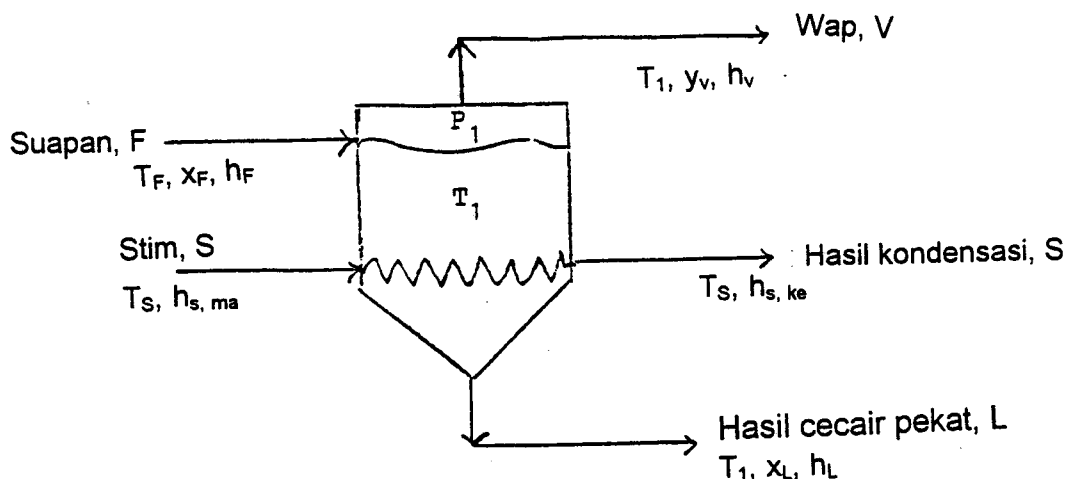 Wap, V
T1, yv, hv
P1
Suapan, F
TF, xF, hF
T1
Stim, S
TS, hs, ma
Hasil kondensasi, S
TS, hs, ke
Hasil cecair pekat, L
T1, xL, hL